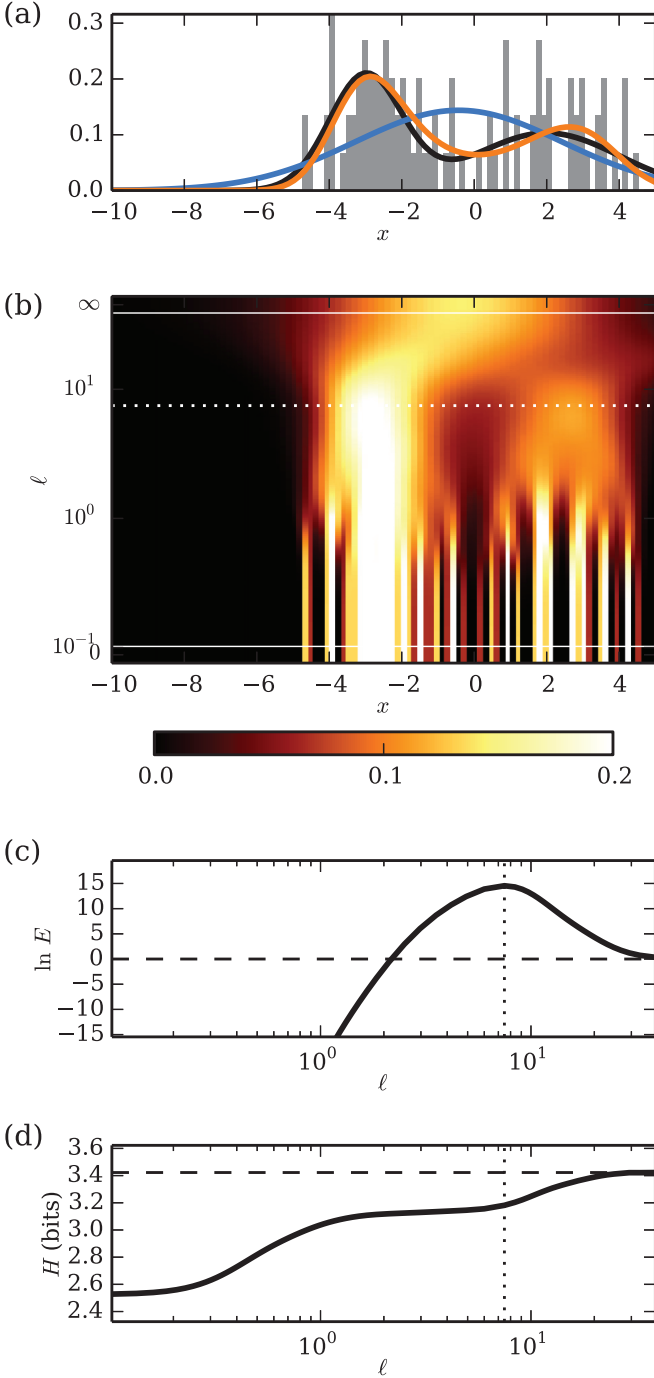 (a)
0.3
0.2
0.1
0.0
−10 −8 −6 −4 −2 0 2 4
x
(b)
∞
10¹
ℓ
10⁰
10⁻¹
0
−10 −8 −6 −4 −2 0 2 4
x
0.0 0.1 0.2
(c)
15
10
5
ln E
0
−5
−10
−15
10⁰ 10¹
ℓ
(d)
3.6
3.4
3.2
H (bits)
3.0
2.8
2.6
2.4
10⁰ 10¹
ℓ